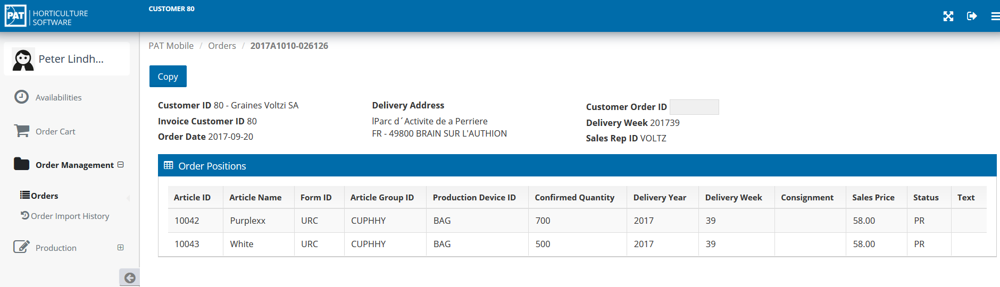 PAT HORTICULTURE SOFTWARE
CUSTOMER 80
Peter Lindh...
Availabilities
Order Cart
Order Management
Orders
Order Import History
Production
PAT Mobile / Orders / 2017A1010-026126
Copy
Customer ID 80 - Graines Voltzi SA
Invoice Customer ID 80
Order Date 2017-09-20
Delivery Address
lParc d´Activite de a Perriere
FR - 49800 BRAIN SUR L'AUTHION
Customer Order ID
Delivery Week 201739
Sales Rep ID VOLTZ
Order Positions
Article ID Article Name Form ID Article Group ID Production Device ID Confirmed Quantity Delivery Year Delivery Week Consignment Sales Price Status Text
10042 Purplexx URC CUPHHY BAG 700 2017 39 58.00 PR
10043 White URC CUPHHY BAG 500 2017 39 58.00 PR